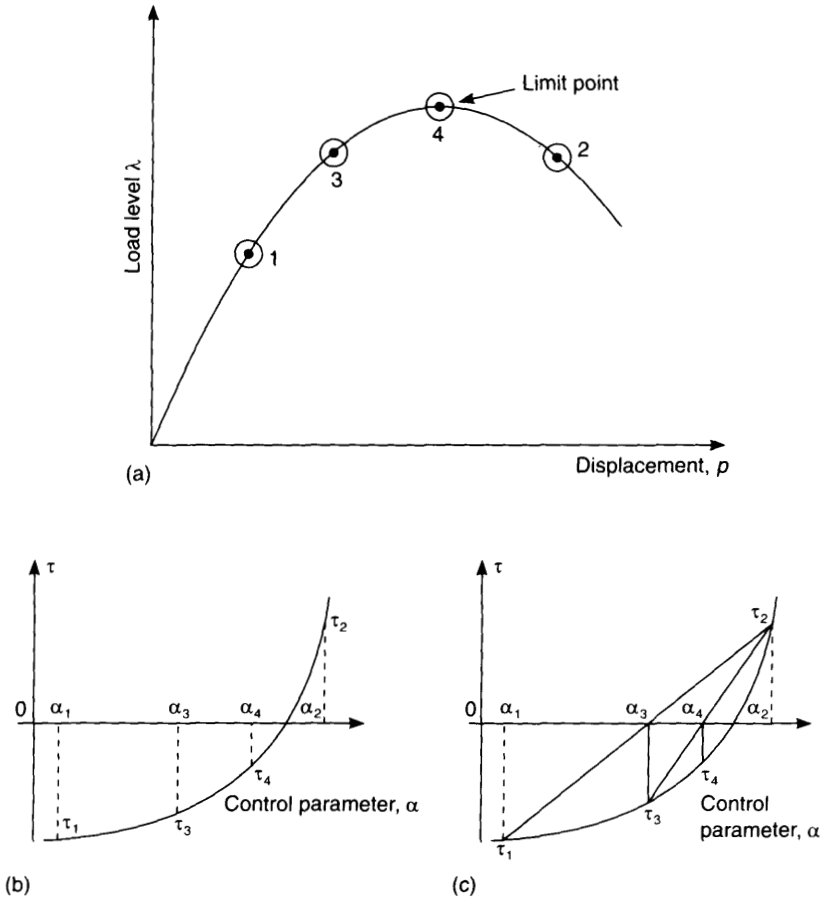 Load level λ
Limit point
1
3
4
2
Displacement, p
(a)
τ
τ₂
0
α₁
α₃
α₄
α₂
τ₄
Control parameter, α
τ₁
τ₃
(b)
τ
τ₂
0
α₁
α₃
α₄
α₂
τ₄
τ₃
Control
parameter, α
τ₁
(c)